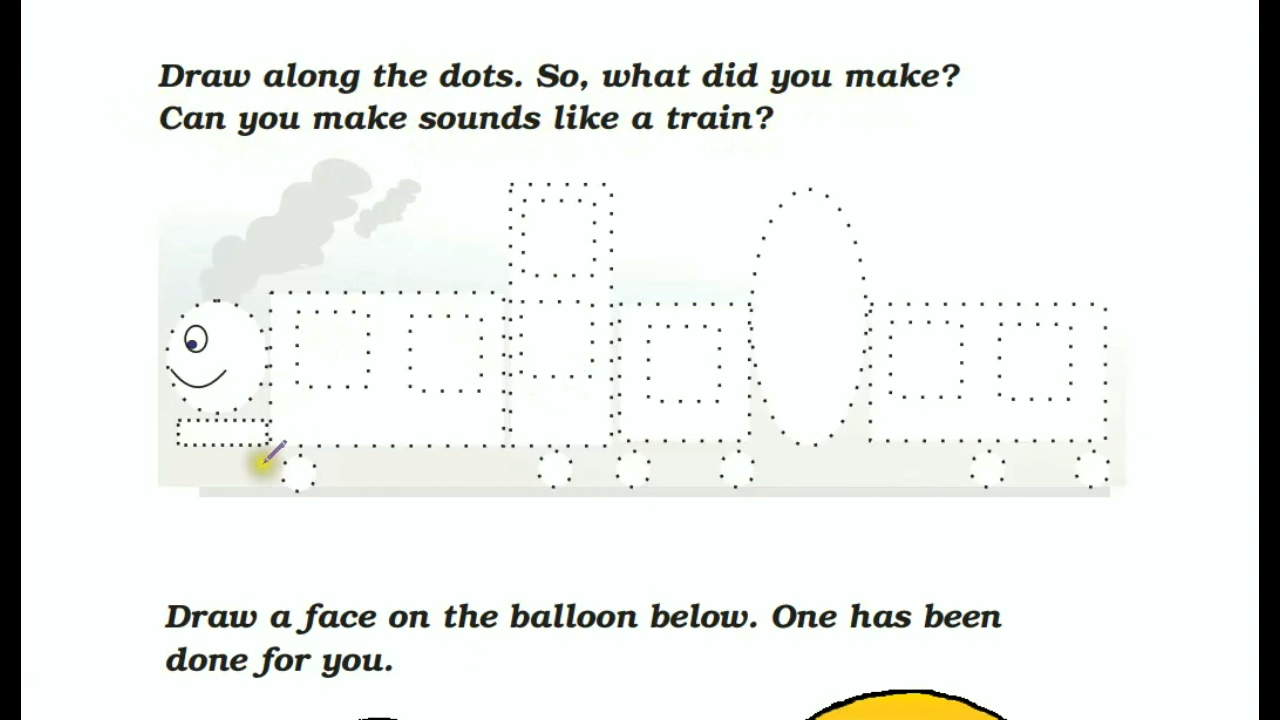 Draw along the dots. So, what did you make?
Can you make sounds like a train?
Draw a face on the balloon below. One has been
done for you.